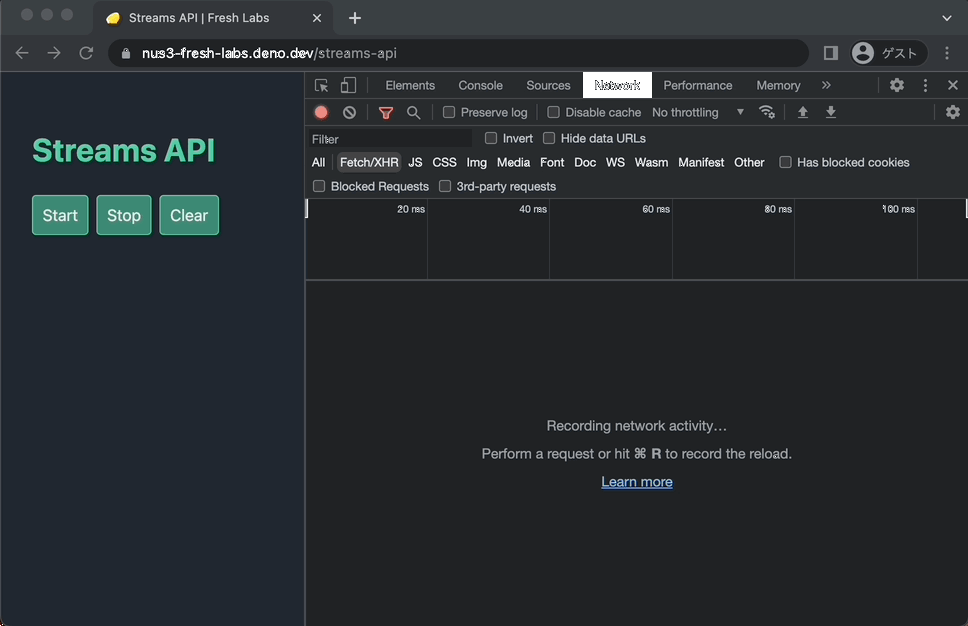 Streams API | Fresh Labs
nus3-fresh-labs.deno.dev/streams-api
ゲスト
Streams API
Start Stop Clear
Elements Console Sources Network Performance Memory
Preserve log Disable cache No throttling
Filter Invert Hide data URLs
All Fetch/XHR JS CSS Img Media Font Doc WS Wasm Manifest Other Has blocked cookies
Blocked Requests 3rd-party requests
20 ms 40 ms 60 ms 80 ms 100 ms
Recording network activity…
Perform a request or hit ⌘ R to record the reload.
Learn more